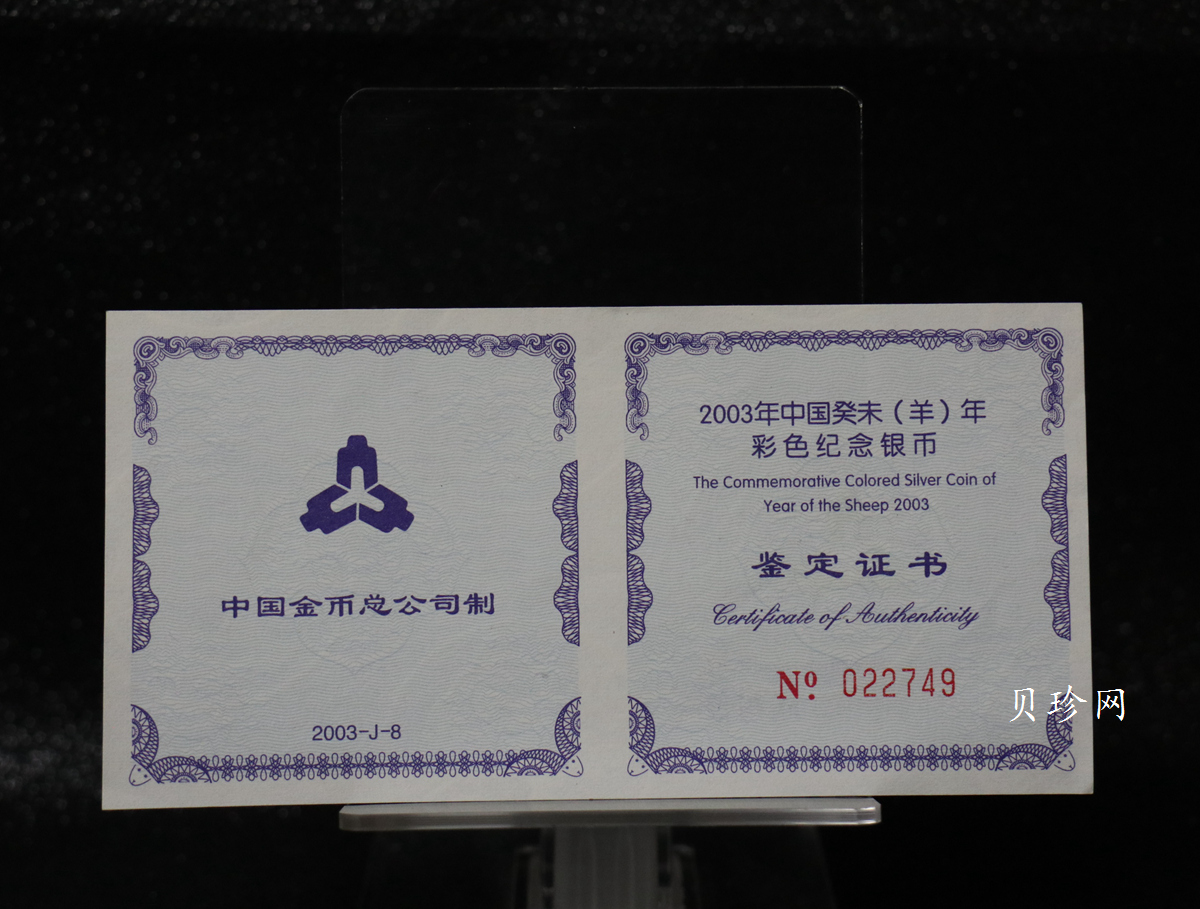 中国金币总公司制
2003-J-8
2003年中国癸未（羊）年
彩色纪念银币
The Commemorative Colored Silver Coin of
Year of the Sheep 2003
鉴定证书
Certificate of Authenticity
Nº 022749
贝珍网